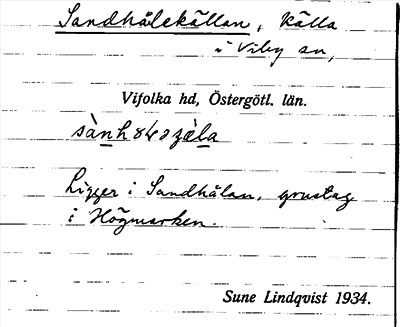 Sandhålekällan, Källa
i Viby sn,
Vifolka hd, Östergötl. län.
Ligger i Sandhålan, grustag
i Högmarken.
Sune Lindqvist 1934.